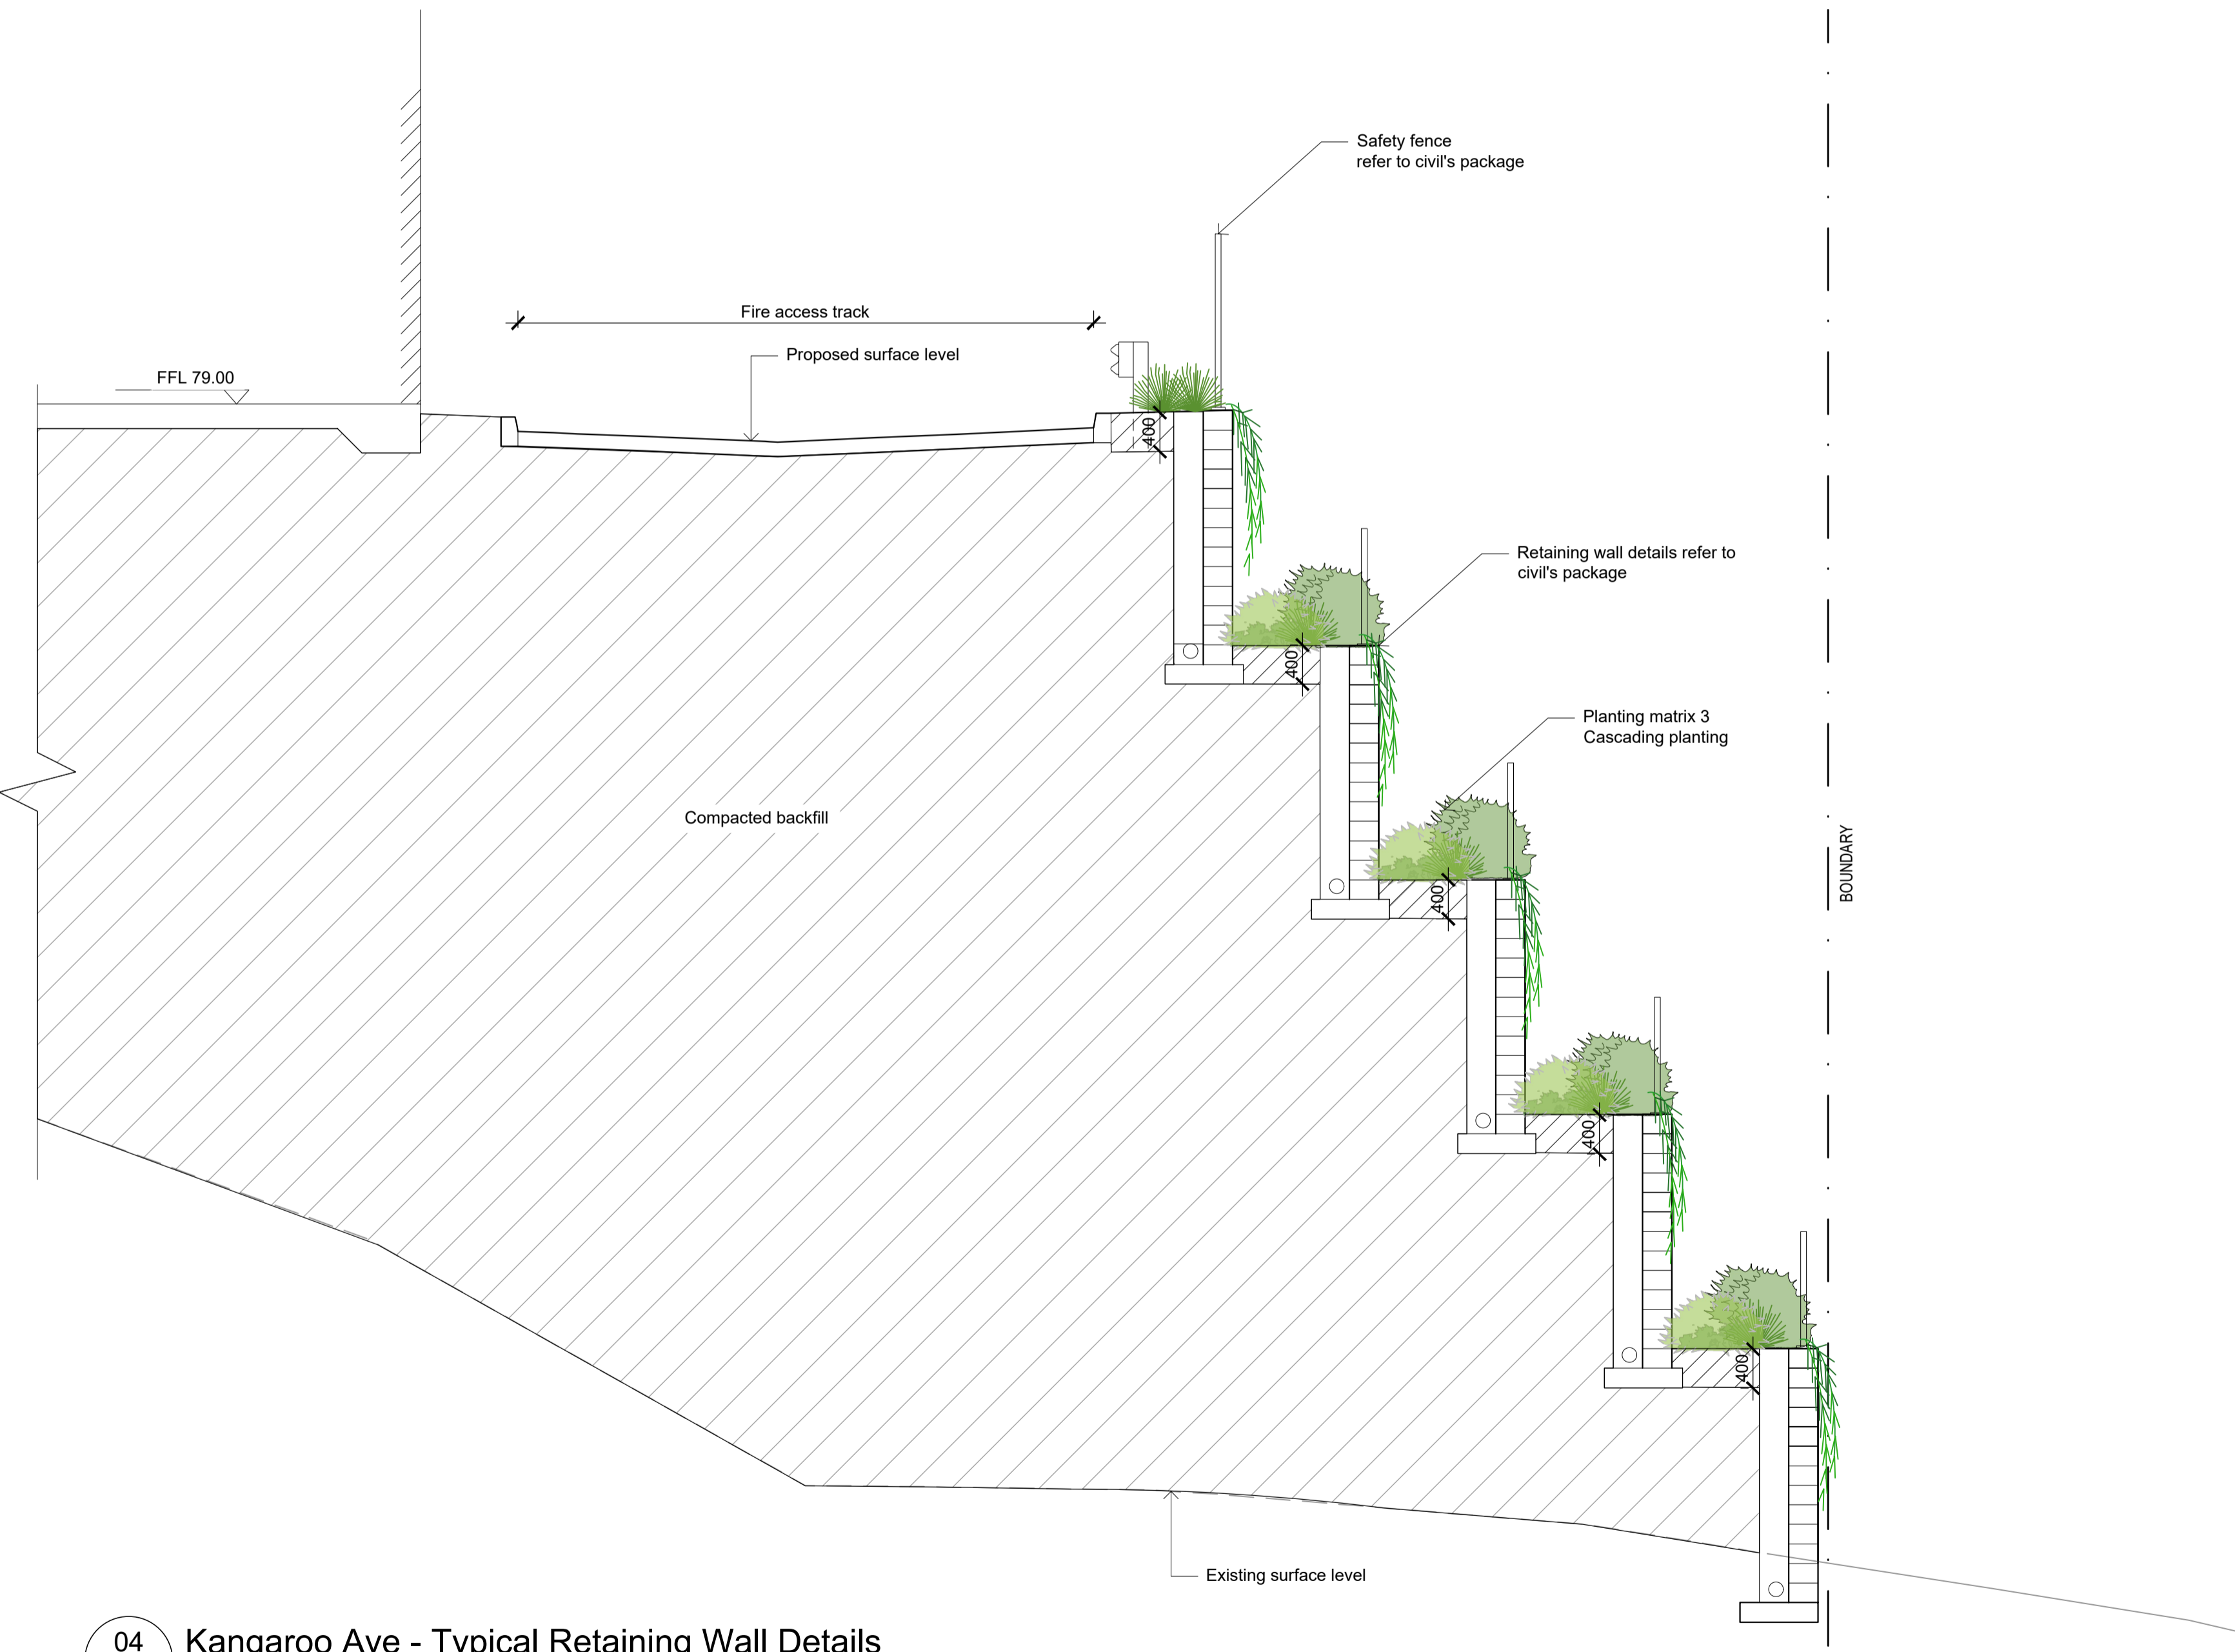 Safety fence
refer to civil's package
Fire access track
Proposed surface level
FFL 79.00
400
Retaining wall details refer to
civil's package
400
Planting matrix 3
Cascading planting
Compacted backfill
BOUNDARY
400
400
400
Existing surface level
04
Kangaroo Ave - Typical Retaining Wall Details